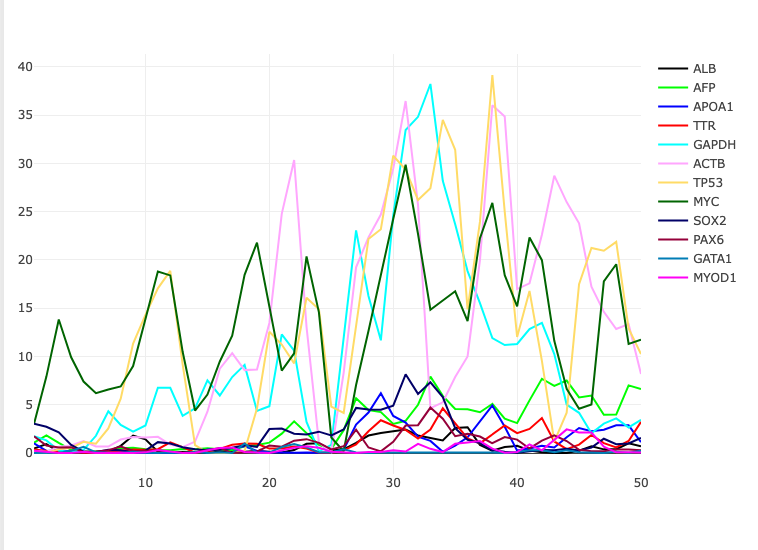 40
35
30
25
20
15
10
5
0
10 20 30 40 50
ALB
AFP
APOA1
TTR
GAPDH
ACTB
TP53
MYC
SOX2
PAX6
GATA1
MYOD1